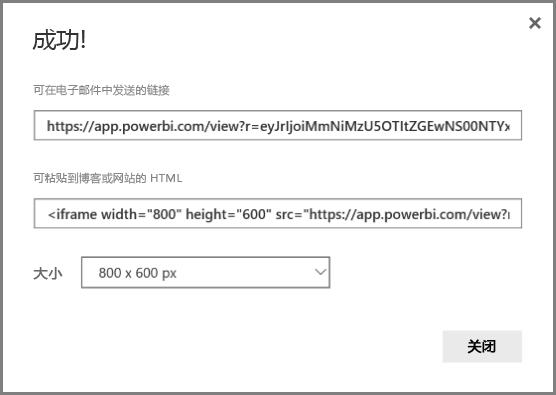 成功!
可在电子邮件中发送的链接
https://app.powerbi.com/view?r=eyJrIjoiMmNiMzU5OTItZGEwNS00NTYx
可粘贴到博客或网站的 HTML
<iframe width="800" height="600" src="https://app.powerbi.com/view?r
大小 800 x 600 px
关闭